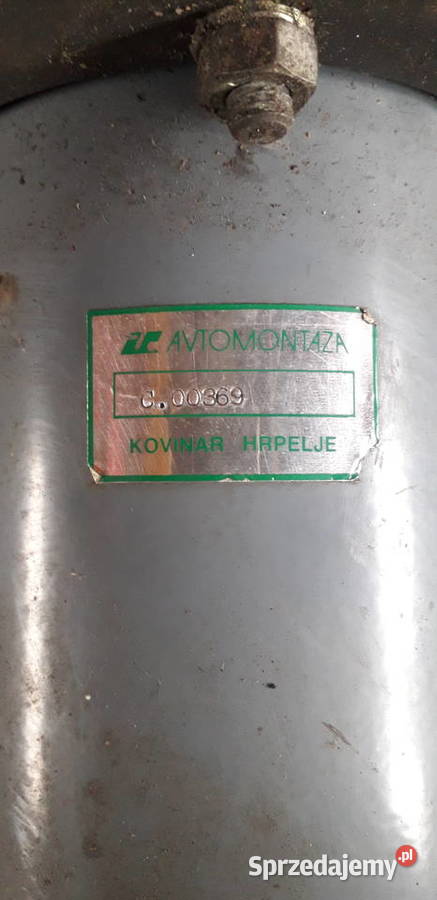 AVTOMONTAŽA
C.00369
KOVINAR HRPELJE
Sprzedajemy.pl